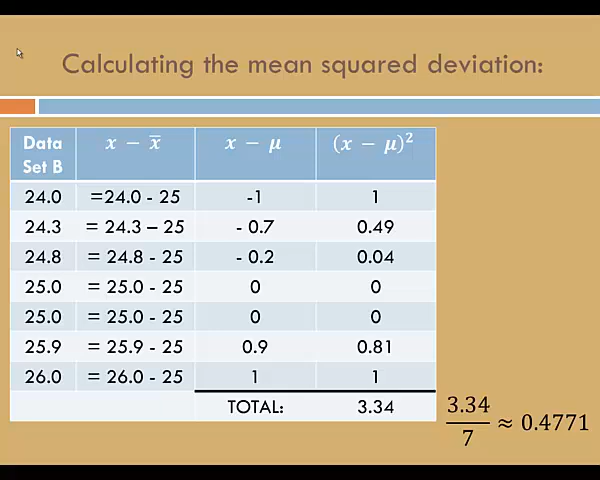 Calculating the mean squared deviation:
Data Set B x − x̅ x − μ (x − μ)²
24.0 =24.0 - 25 -1 1
24.3 = 24.3 – 25 - 0.7 0.49
24.8 = 24.8 - 25 - 0.2 0.04
25.0 = 25.0 - 25 0 0
25.0 = 25.0 - 25 0 0
25.9 = 25.9 - 25 0.9 0.81
26.0 = 26.0 - 25 1 1
TOTAL: 3.34
3.34/7 ≈ 0.4771